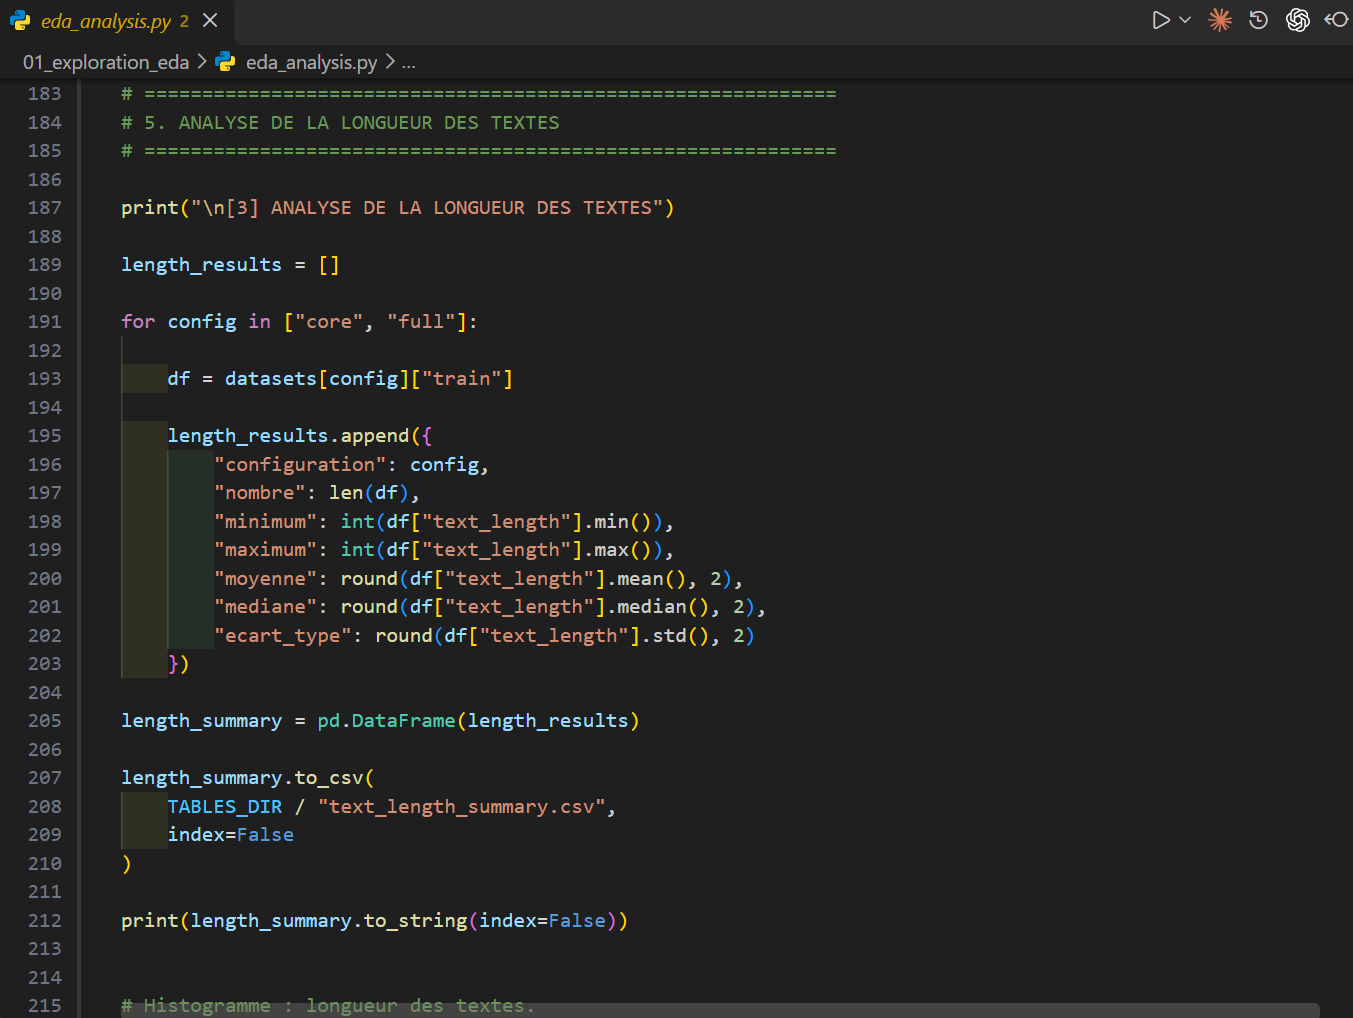 eda_analysis.py 2
01_exploration_eda > eda_analysis.py > ...
183 # ============================================================
184 # 5. ANALYSE DE LA LONGUEUR DES TEXTES
185 # ============================================================
186
187 print("\n[3] ANALYSE DE LA LONGUEUR DES TEXTES")
188
189 length_results = []
190
191 for config in ["core", "full"]:
192
193     df = datasets[config]["train"]
194
195     length_results.append({
196         "configuration": config,
197         "nombre": len(df),
198         "minimum": int(df["text_length"].min()),
199         "maximum": int(df["text_length"].max()),
200         "moyenne": round(df["text_length"].mean(), 2),
201         "mediane": round(df["text_length"].median(), 2),
202         "ecart_type": round(df["text_length"].std(), 2)
203     })
204
205 length_summary = pd.DataFrame(length_results)
206
207 length_summary.to_csv(
208     TABLES_DIR / "text_length_summary.csv",
209     index=False
210 )
211
212 print(length_summary.to_string(index=False))
213
214
215 # Histogramme : longueur des textes.